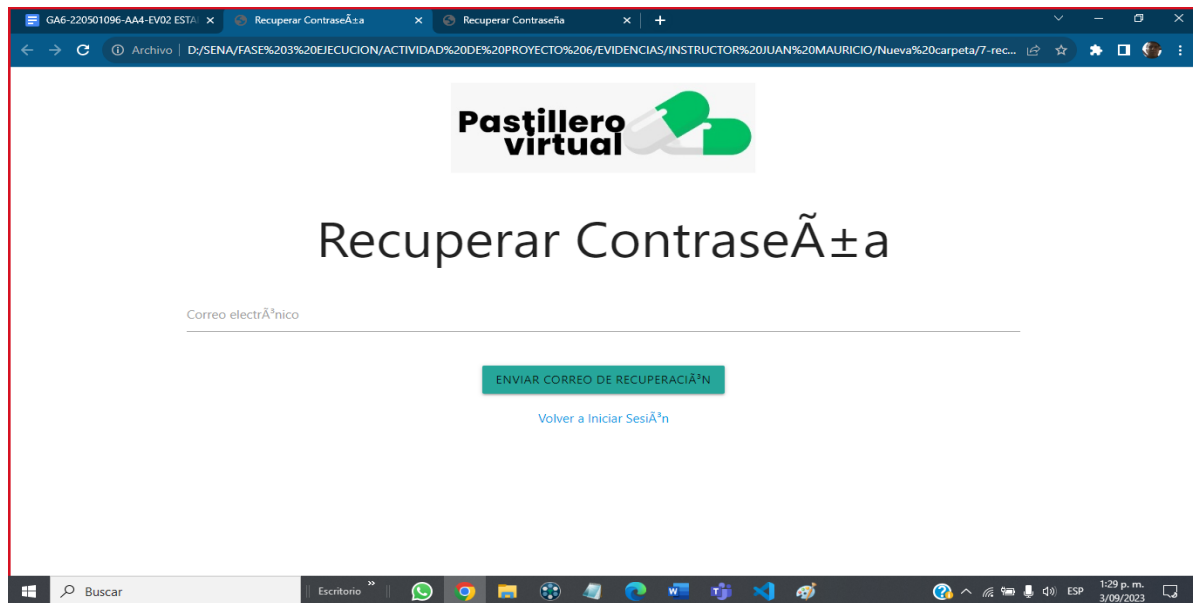 GA6-220501096-AA4-EV02 ESTA
Recuperar ContraseÃ±a
Recuperar Contraseña
Archivo
D:/SENA/FASE%203%20EJECUCION/ACTIVIDAD%20DE%20PROYECTO%206/EVIDENCIAS/INSTRUCTOR%20JUAN%20MAURICIO/Nueva%20carpeta/7-rec...
Pastillero
virtual
Recuperar ContraseÃ±a
Correo electrÃ³nico
ENVIAR CORREO DE RECUPERACIÃ³N
Volver a Iniciar SesiÃ³n
Buscar
Escritorio
ESP
1:29 p. m.
3/09/2023